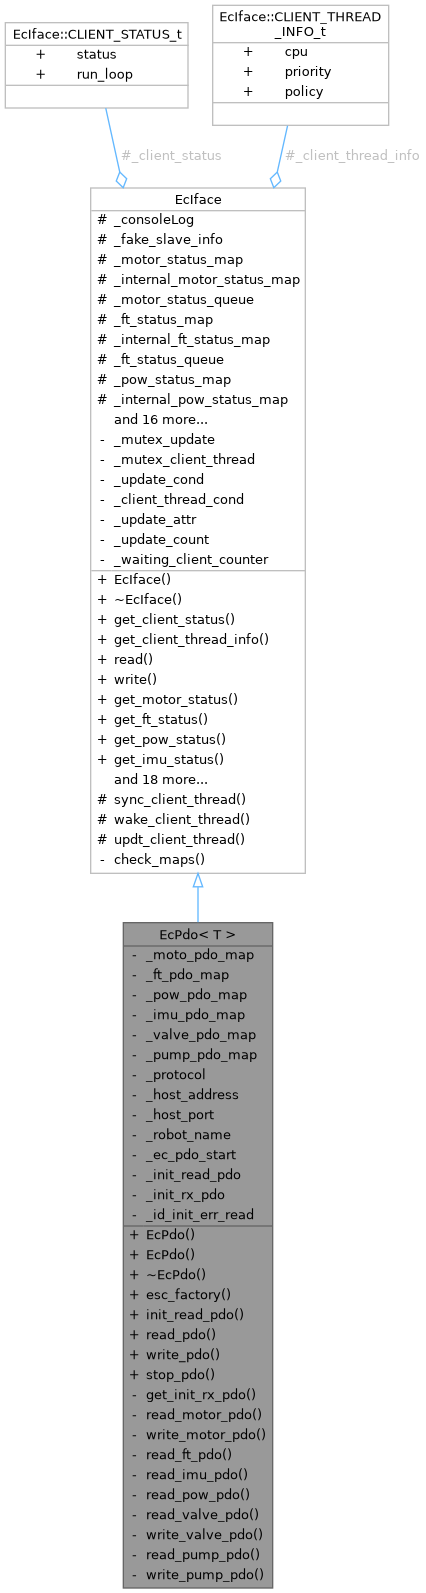 EcIface::CLIENT_STATUS_t
+ status
+ run_loop
EcIface::CLIENT_THREAD
_INFO_t
+ cpu
+ priority
+ policy
#_client_status
#_client_thread_info
EcIface
# _consoleLog
# _fake_slave_info
# _motor_status_map
# _internal_motor_status_map
# _motor_status_queue
# _ft_status_map
# _internal_ft_status_map
# _ft_status_queue
# _pow_status_map
# _internal_pow_status_map
and 16 more...
- _mutex_update
- _mutex_client_thread
- _update_cond
- _client_thread_cond
- _update_attr
- _update_count
- _waiting_client_counter
+ EcIface()
+ ~EcIface()
+ get_client_status()
+ get_client_thread_info()
+ read()
+ write()
+ get_motor_status()
+ get_ft_status()
+ get_pow_status()
+ get_imu_status()
and 18 more...
# sync_client_thread()
# wake_client_thread()
# updt_client_thread()
- check_maps()
EcPdo< T >
- _moto_pdo_map
- _ft_pdo_map
- _pow_pdo_map
- _imu_pdo_map
- _valve_pdo_map
- _pump_pdo_map
- _protocol
- _host_address
- _host_port
- _robot_name
- _ec_pdo_start
- _init_read_pdo
- _init_rx_pdo
- _id_init_err_read
+ EcPdo()
+ EcPdo()
+ ~EcPdo()
+ esc_factory()
+ init_read_pdo()
+ read_pdo()
+ write_pdo()
+ stop_pdo()
- get_init_rx_pdo()
- read_motor_pdo()
- write_motor_pdo()
- read_ft_pdo()
- read_imu_pdo()
- read_pow_pdo()
- read_valve_pdo()
- write_valve_pdo()
- read_pump_pdo()
- write_pump_pdo()